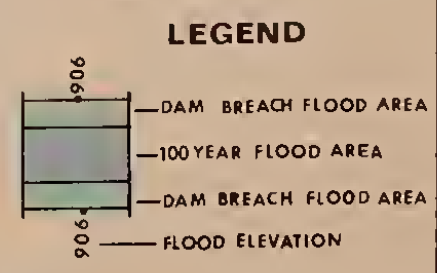 LEGEND
906
DAM BREACH FLOOD AREA
100 YEAR FLOOD AREA
DAM BREACH FLOOD AREA
906
FLOOD ELEVATION